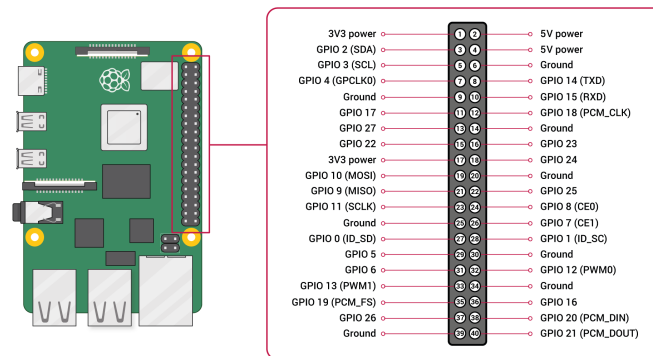 3V3 power 1 2 5V power
GPIO 2 (SDA) 3 4 5V power
GPIO 3 (SCL) 5 6 Ground
GPIO 4 (GPCLK0) 7 8 GPIO 14 (TXD)
Ground 9 10 GPIO 15 (RXD)
GPIO 17 11 12 GPIO 18 (PCM_CLK)
GPIO 27 13 14 Ground
GPIO 22 15 16 GPIO 23
3V3 power 17 18 GPIO 24
GPIO 10 (MOSI) 19 20 Ground
GPIO 9 (MISO) 21 22 GPIO 25
GPIO 11 (SCLK) 23 24 GPIO 8 (CE0)
Ground 25 26 GPIO 7 (CE1)
GPIO 0 (ID_SD) 27 28 GPIO 1 (ID_SC)
GPIO 5 29 30 Ground
GPIO 6 31 32 GPIO 12 (PWM0)
GPIO 13 (PWM1) 33 34 Ground
GPIO 19 (PCM_FS) 35 36 GPIO 16
GPIO 26 37 38 GPIO 20 (PCM_DIN)
Ground 39 40 GPIO 21 (PCM_DOUT)